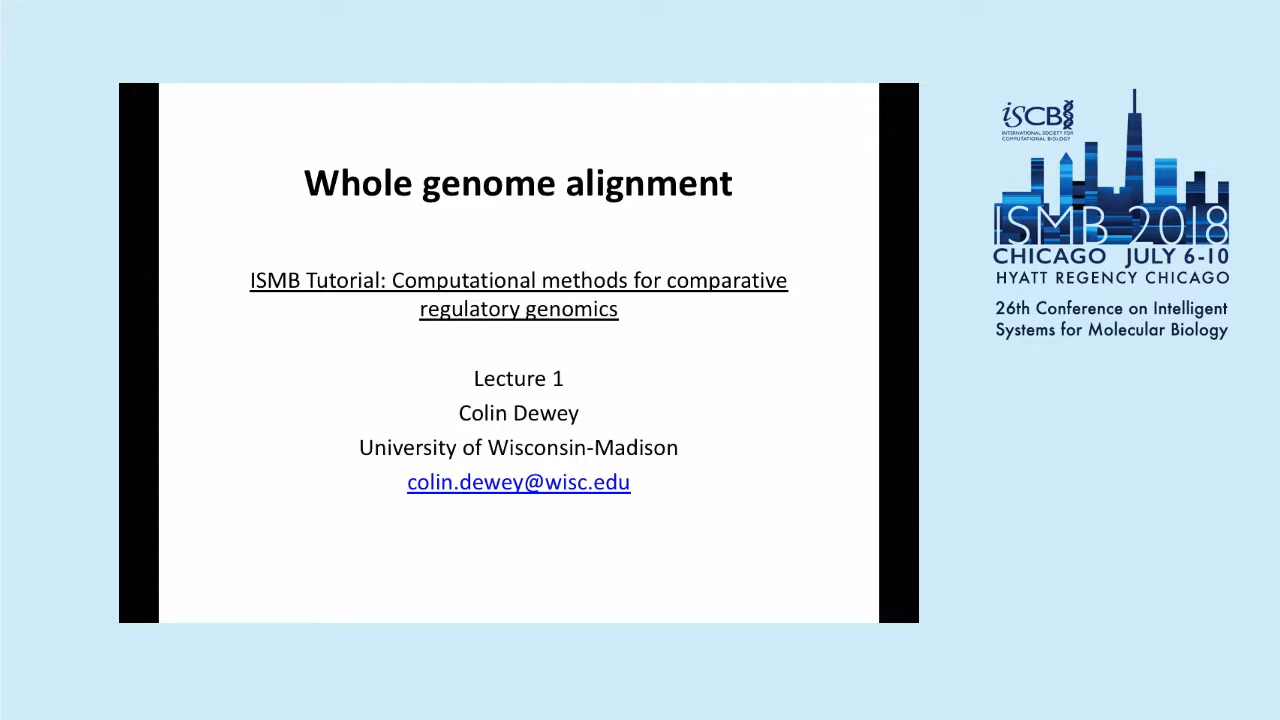 Whole genome alignment
ISMB Tutorial: Computational methods for comparative
regulatory genomics
Lecture 1
Colin Dewey
University of Wisconsin-Madison
colin.dewey@wisc.edu
iSCB
INTERNATIONAL SOCIETY FOR
COMPUTATIONAL BIOLOGY
ISMB 2018
CHICAGO JULY 6-10
HYATT REGENCY CHICAGO
26th Conference on Intelligent
Systems for Molecular Biology